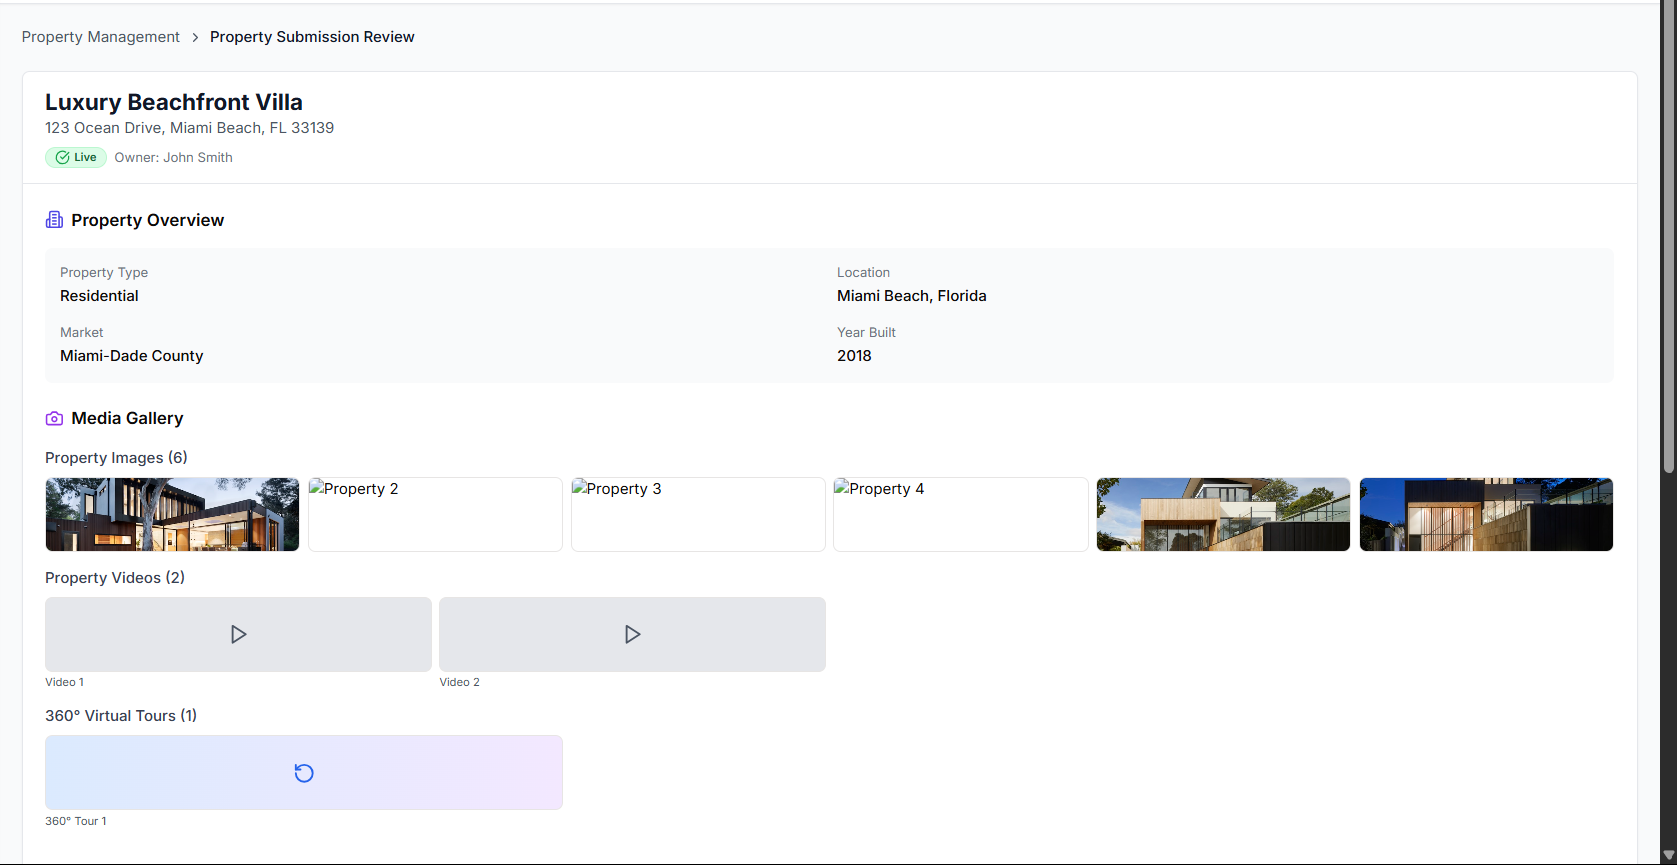 Property Management > Property Submission Review
Luxury Beachfront Villa
123 Ocean Drive, Miami Beach, FL 33139
Live Owner: John Smith
Property Overview
Property Type
Residential
Location
Miami Beach, Florida
Market
Miami-Dade County
Year Built
2018
Media Gallery
Property Images (6)
Property 2
Property 3
Property 4
Property Videos (2)
Video 1
Video 2
360° Virtual Tours (1)
360° Tour 1